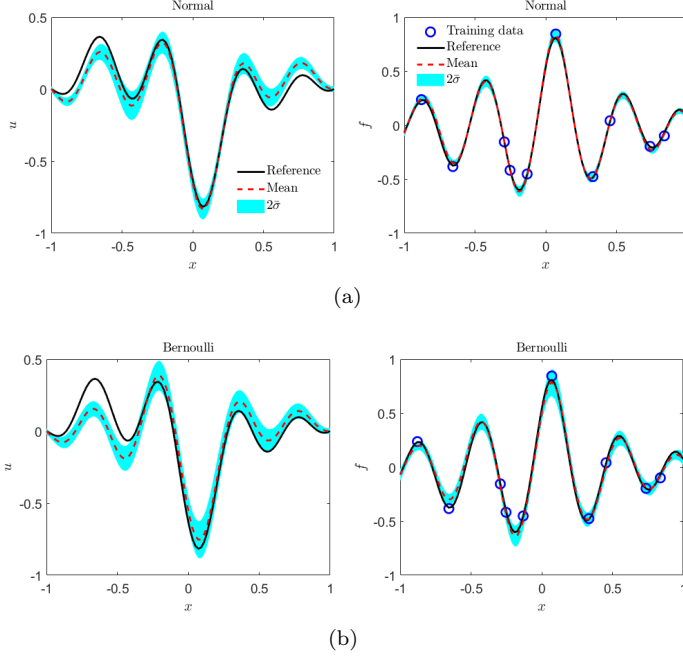 Normal
0.5
0
-0.5
-1
-1
-0.5
0
0.5
1
u
x
Reference
Mean
2σ̄
Normal
1
0.5
0
-0.5
-1
-1
-0.5
0
0.5
f
x
Training data
Reference
Mean
2σ̄
(a)
Bernoulli
0.5
0
-0.5
-1
-1
-0.5
0
0.5
1
u
x
Bernoulli
1
0.5
0
-0.5
-1
-1
-0.5
0
0.5
f
x
(b)